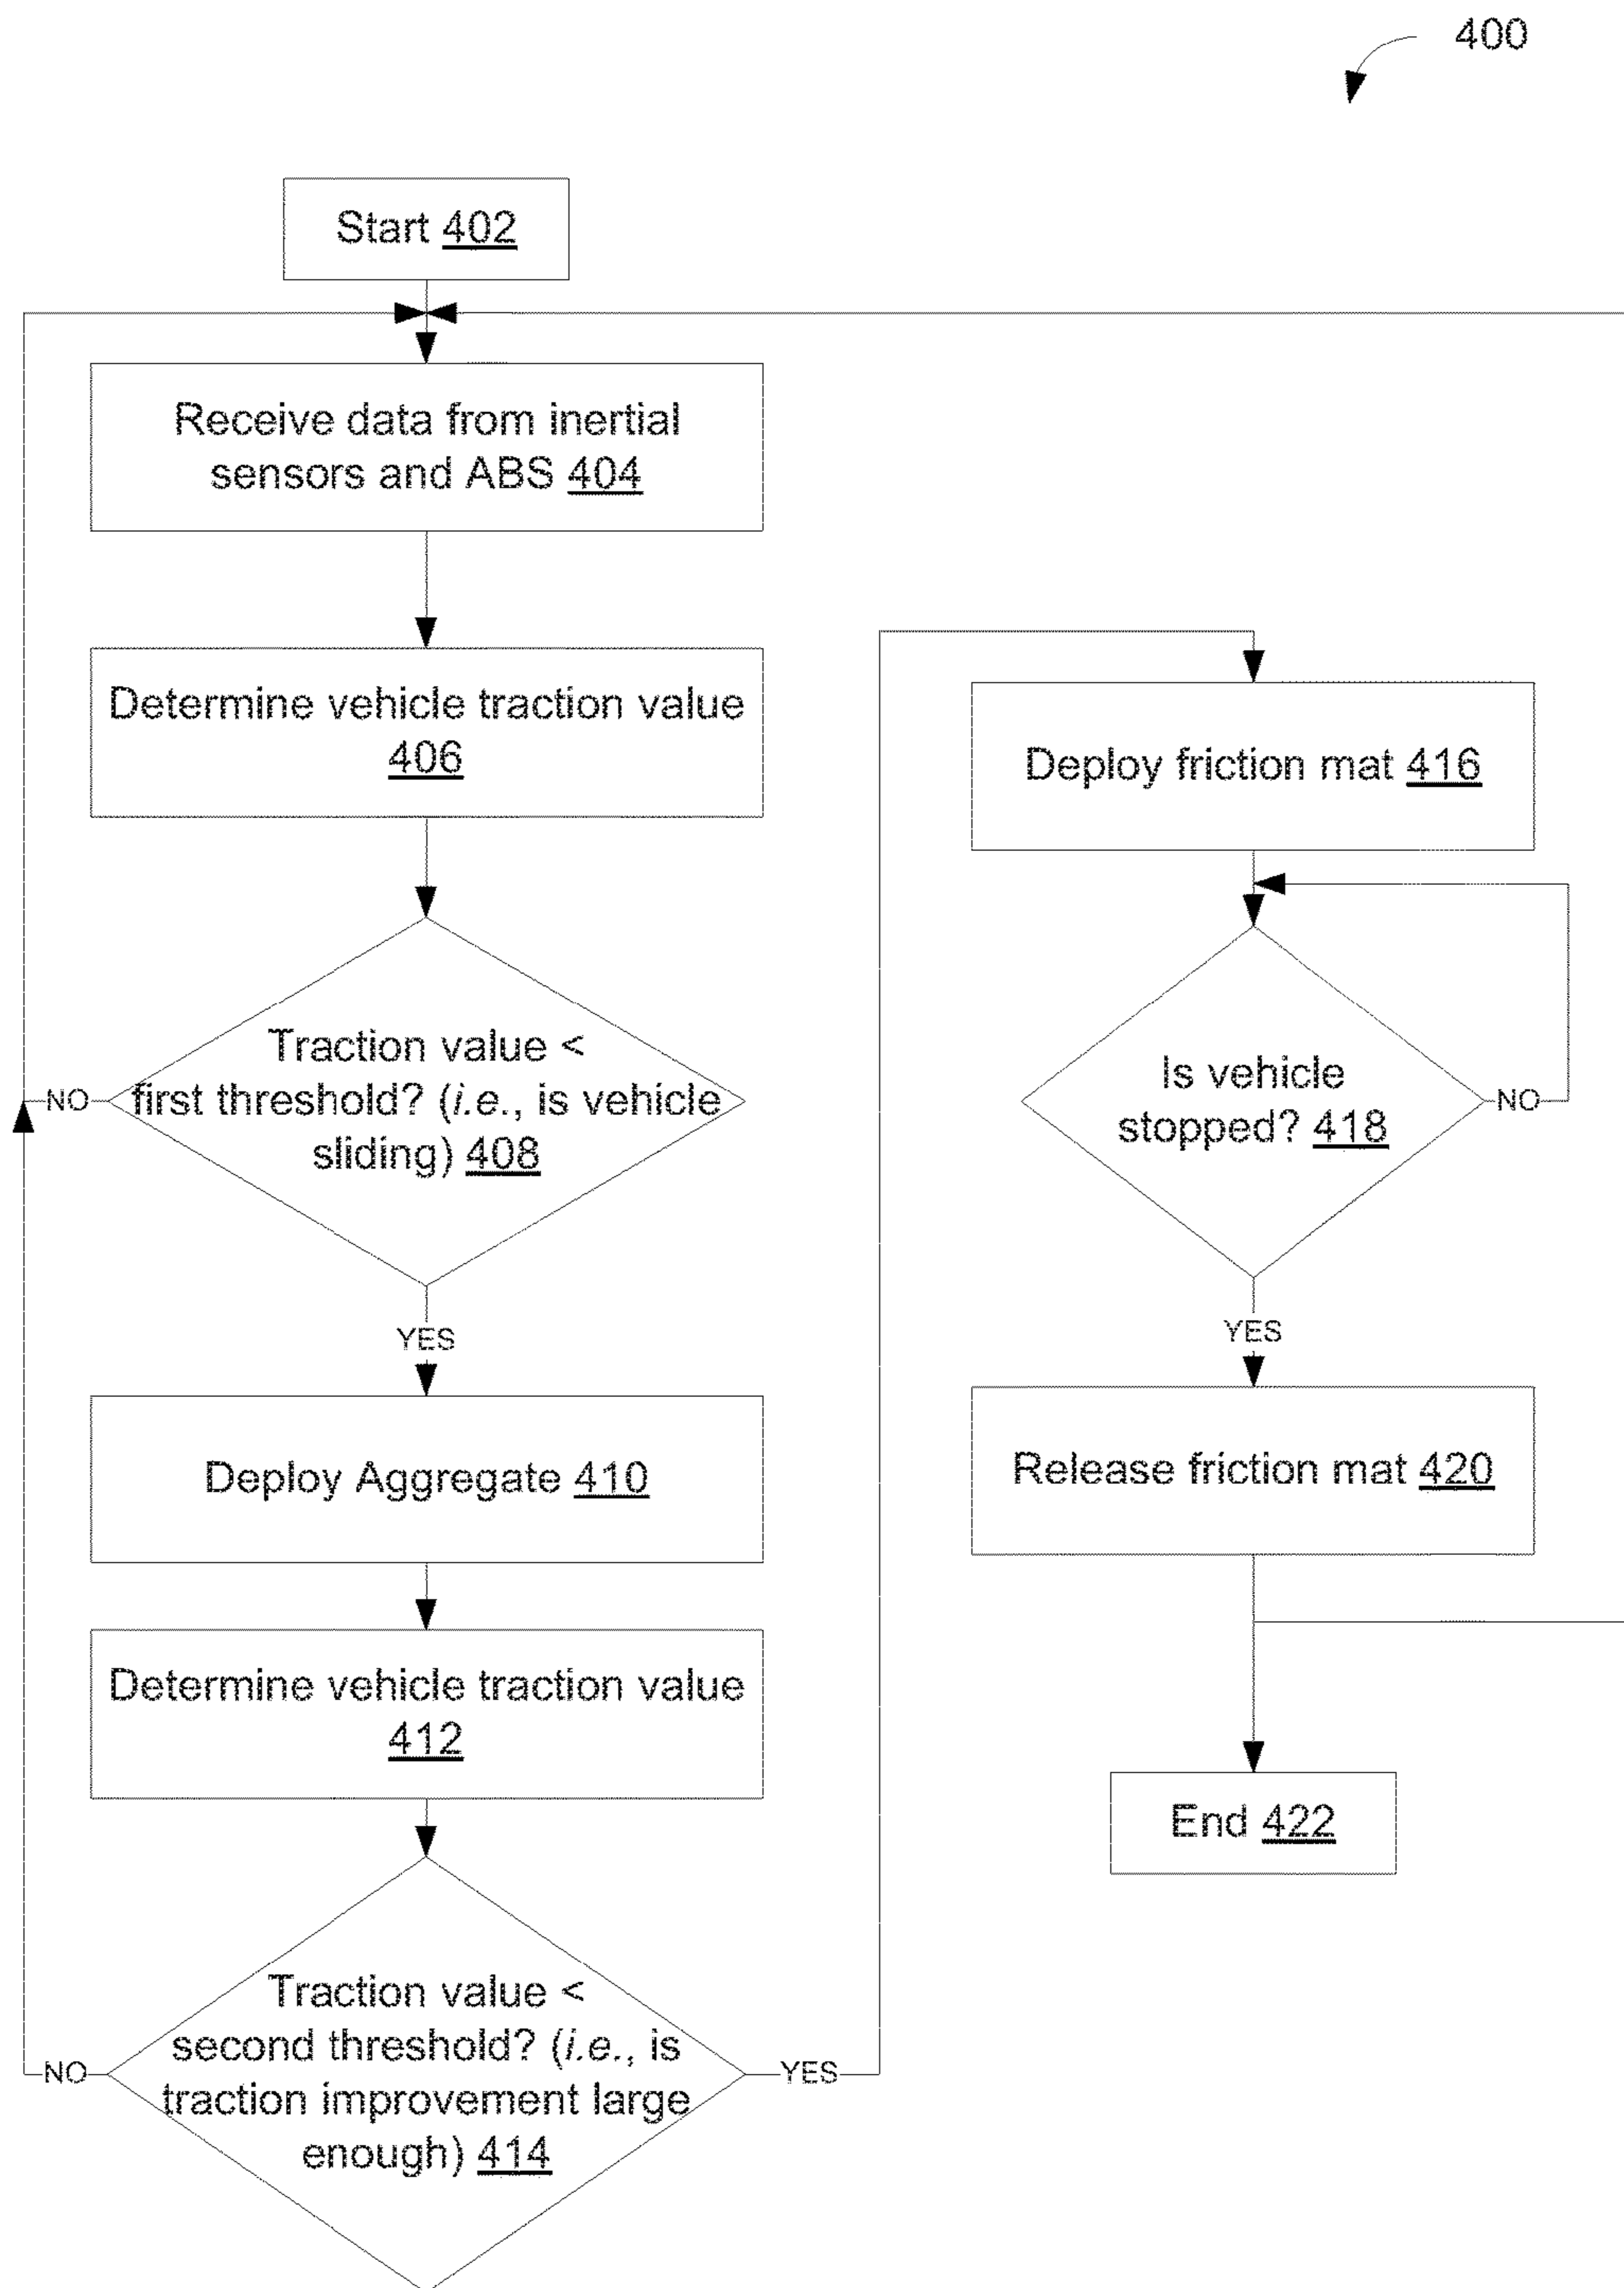 400
Start 402
Receive data from inertial
sensors and ABS 404
Determine vehicle traction value
406
Traction value <
first threshold? (i.e., is vehicle
sliding) 408
NO
YES
Deploy Aggregate 410
Determine vehicle traction value
412
Traction value <
second threshold? (i.e., is
traction improvement large
enough) 414
NO
YES
Deploy friction mat 416
Is vehicle
stopped? 418
NO
YES
Release friction mat 420
End 422